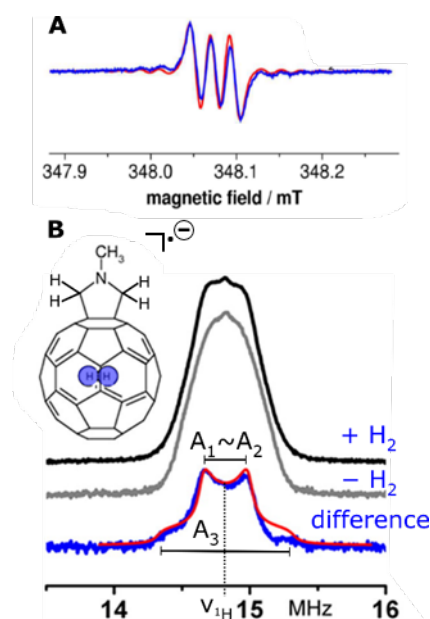 A
347.9 348.0 348.1 348.2
magnetic field / mT
B
]•⊖
CH₃
H N H
H H
H H
+ H₂
A₁~A₂
− H₂
difference
A₃
14 15 MHz 16
ν₁H